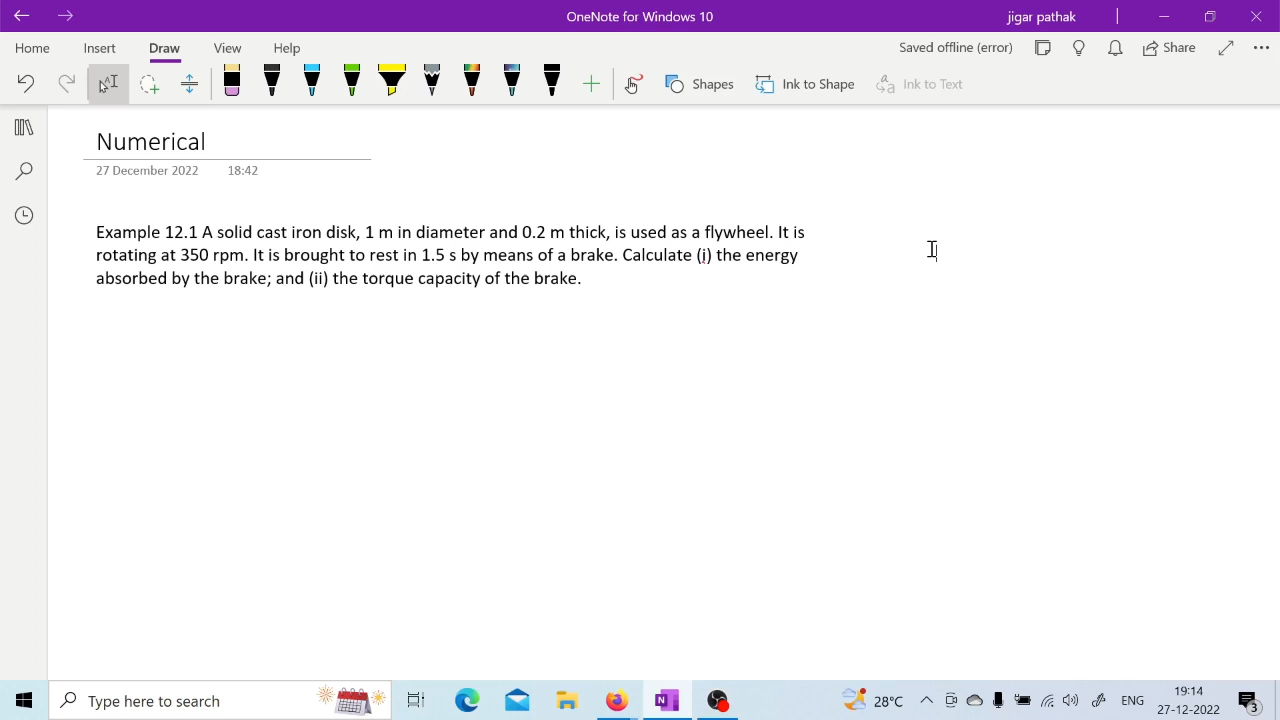 OneNote for Windows 10
jigar pathak
Home Insert Draw View Help
Saved offline (error)
Share
Shapes
Ink to Shape
Ink to Text
Numerical
27 December 2022 18:42
Example 12.1 A solid cast iron disk, 1 m in diameter and 0.2 m thick, is used as a flywheel. It is
rotating at 350 rpm. It is brought to rest in 1.5 s by means of a brake. Calculate (i) the energy
absorbed by the brake; and (ii) the torque capacity of the brake.
Type here to search
28°C
ENG
19:14
27-12-2022
3